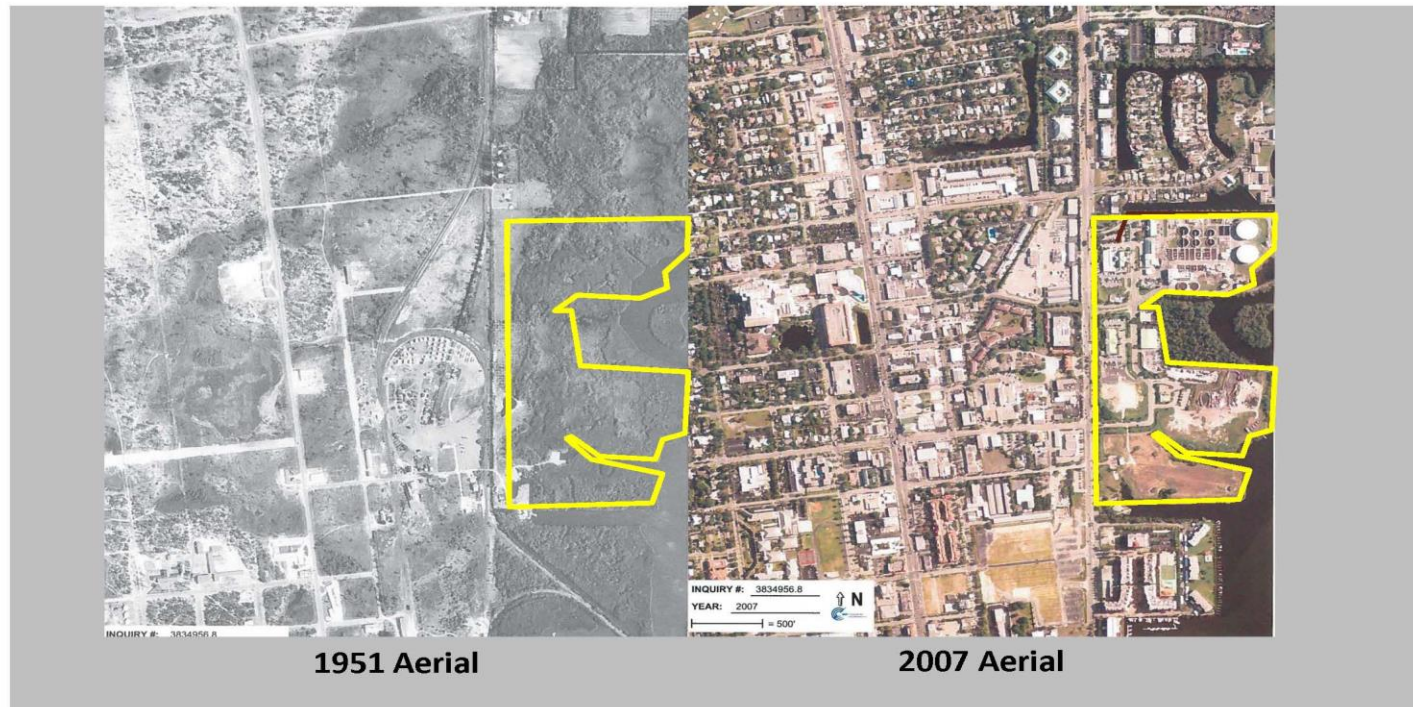 INQUIRY #: 3834956.8
INQUIRY #: 3834956.8
YEAR: 2007
N
= 500'
1951 Aerial
2007 Aerial